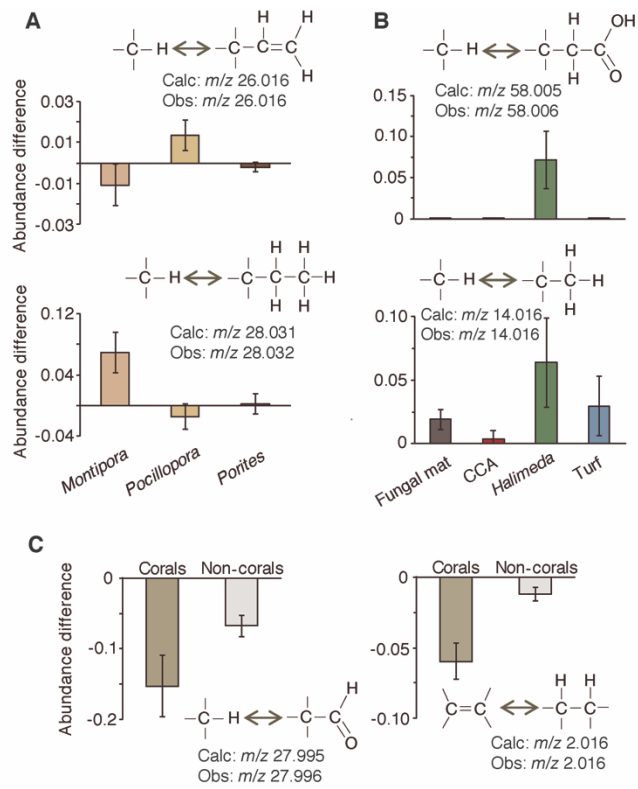 A
–C–H ↔ –C–C=C
H H
H
Calc: m/z 26.016
Obs: m/z 26.016
Abundance difference
0.03
0.01
-0.01
-0.03
–C–H ↔ –C–C–C–H
H H
H H
Calc: m/z 28.031
Obs: m/z 28.032
Abundance difference
0.12
0.04
-0.04
Montipora
Pocillopora
Porites
B
–C–H ↔ –C–C–C
H OH
H O
Calc: m/z 58.005
Obs: m/z 58.006
0.15
0.10
0.05
0
–C–H ↔ –C–C–H
H
H
Calc: m/z 14.016
Obs: m/z 14.016
0.10
0.05
0
Fungal mat
CCA
Halimeda
Turf
C
Abundance difference
0
-0.1
-0.2
Corals Non-corals
–C–H ↔ –C–C
H
O
Calc: m/z 27.995
Obs: m/z 27.996
0
-0.05
-0.10
Corals Non-corals
H H
C=C ↔ –C–C–
Calc: m/z 2.016
Obs: m/z 2.016